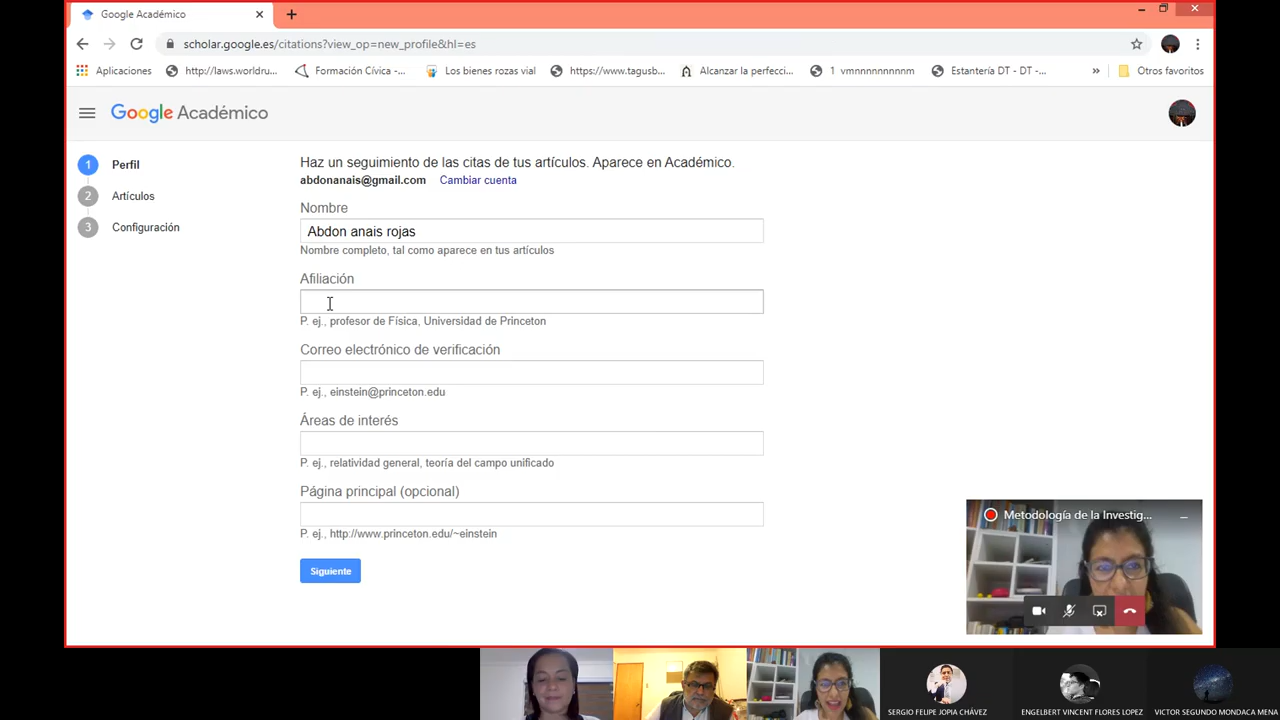 Google Académico
scholar.google.es/citations?view_op=new_profile&hl=es
Aplicaciones
http://laws.worldru...
Formación Cívica -...
Los bienes rozas vial
https://www.tagusb...
Alcanzar la perfecci...
1 vmnnnnnnnnm
Estantería DT - DT -...
»
Otros favoritos
Google Académico
1 Perfil
2 Artículos
3 Configuración
Haz un seguimiento de las citas de tus artículos. Aparece en Académico.
abdonanais@gmail.com Cambiar cuenta
Nombre
Abdon anais rojas
Nombre completo, tal como aparece en tus artículos
Afiliación
P. ej., profesor de Física, Universidad de Princeton
Correo electrónico de verificación
P. ej., einstein@princeton.edu
Áreas de interés
P. ej., relatividad general, teoría del campo unificado
Página principal (opcional)
P. ej., http://www.princeton.edu/~einstein
Siguiente
Metodología de la Investig...
SERGIO FELIPE JOPIA CHÁVEZ
ENGELBERT VINCENT FLORES LOPEZ
VICTOR SEGUNDO MONDACA MENA